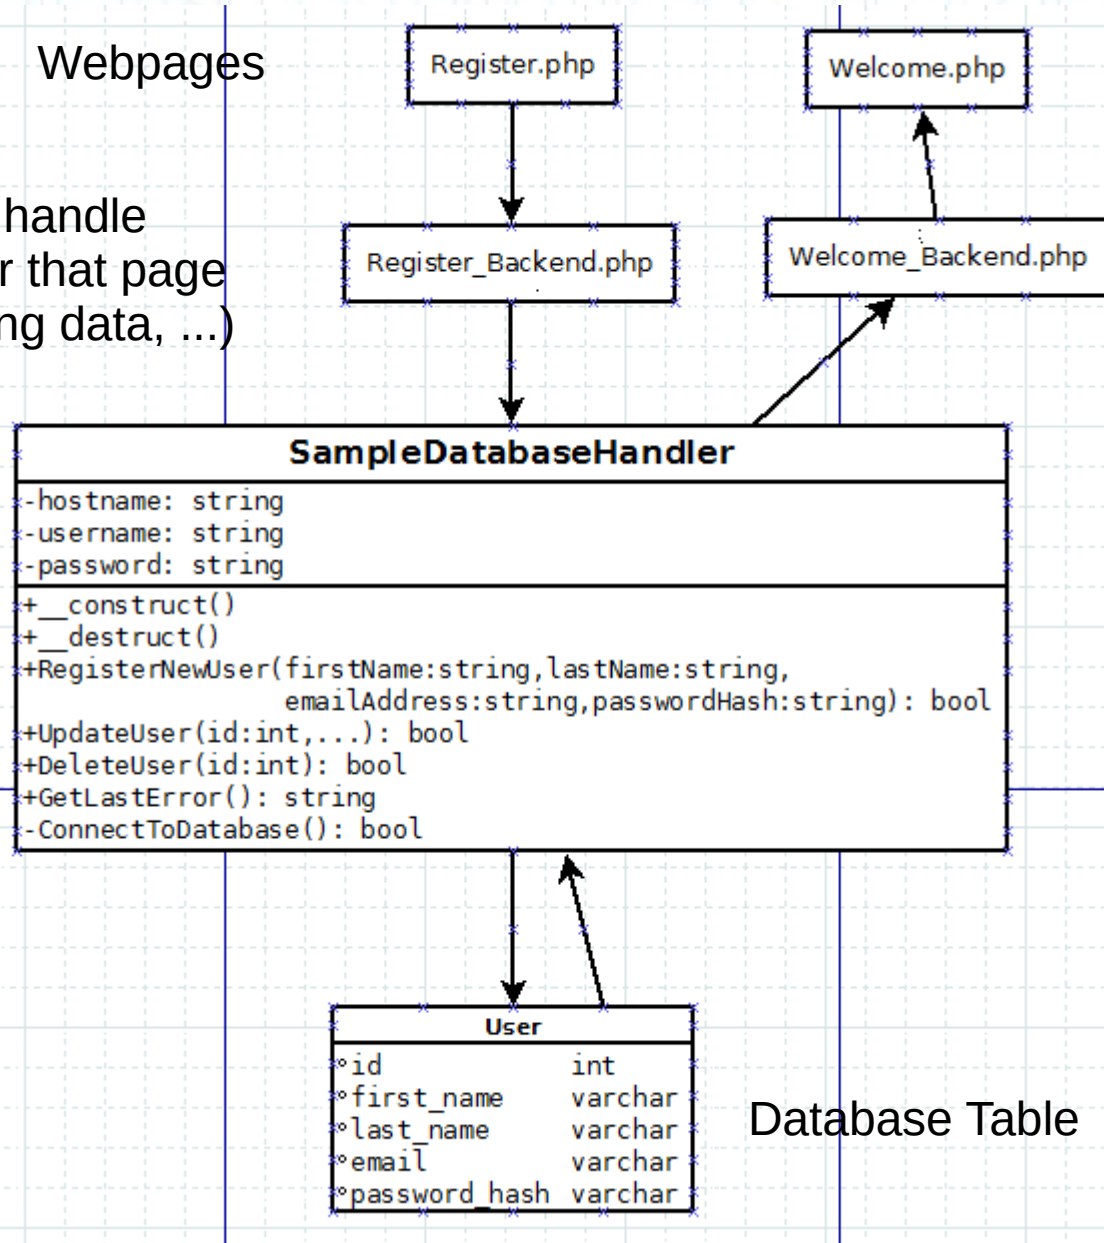 Webpages
Register.php
Welcome.php
handle
r that page
ng data, ...)
Register_Backend.php
Welcome_Backend.php
SampleDatabaseHandler
-hostname: string
-username: string
-password: string
+__construct()
+__destruct()
+RegisterNewUser(firstName:string,lastName:string,
emailAddress:string,passwordHash:string): bool
+UpdateUser(id:int,...): bool
+DeleteUser(id:int): bool
+GetLastError(): string
-ConnectToDatabase(): bool
User
id int
first_name varchar
last_name varchar
email varchar
password_hash varchar
Database Table